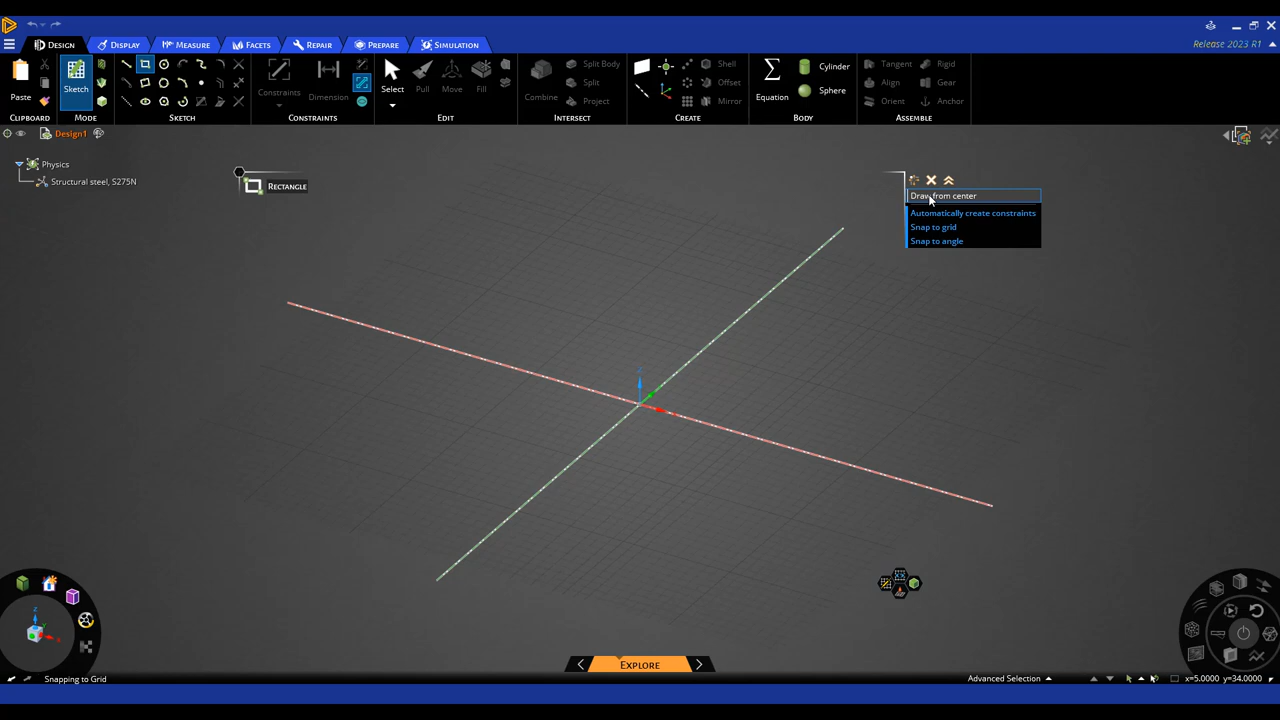 Release 2023 R1
DESIGN DISPLAY MEASURE FACETS REPAIR PREPARE SIMULATION
Paste
Sketch
Constraints Dimension
Select Pull Move Fill
Combine Split Body
Split
Project
Shell
Offset
Mirror
Equation Cylinder
Sphere
Tangent Rigid
Align Gear
Orient Anchor
CLIPBOARD MODE SKETCH CONSTRAINTS EDIT INTERSECT CREATE BODY ASSEMBLE
Design1
Physics
Structural steel, S275N
RECTANGLE
Draw from center
Automatically create constraints
Snap to grid
Snap to angle
Z
Z
Y
X
EXPLORE
Snapping to Grid Advanced Selection x=5.0000 y=34.0000